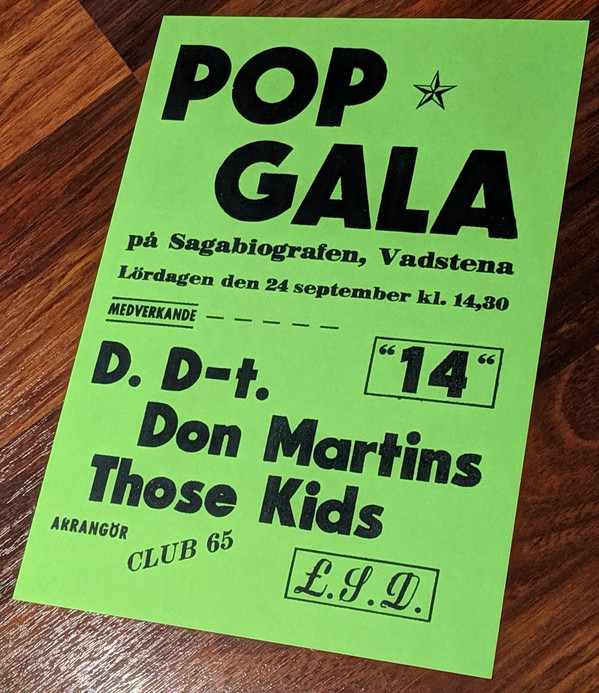 POP
GALA
på Sagabiografen, Vadstena
Lördagen den 24 september kl. 14,30
MEDVERKANDE — — — — —
D. D-t.
“14“
Don Martins
Those Kids
ARRANGÖR
CLUB 65
£.S.D.